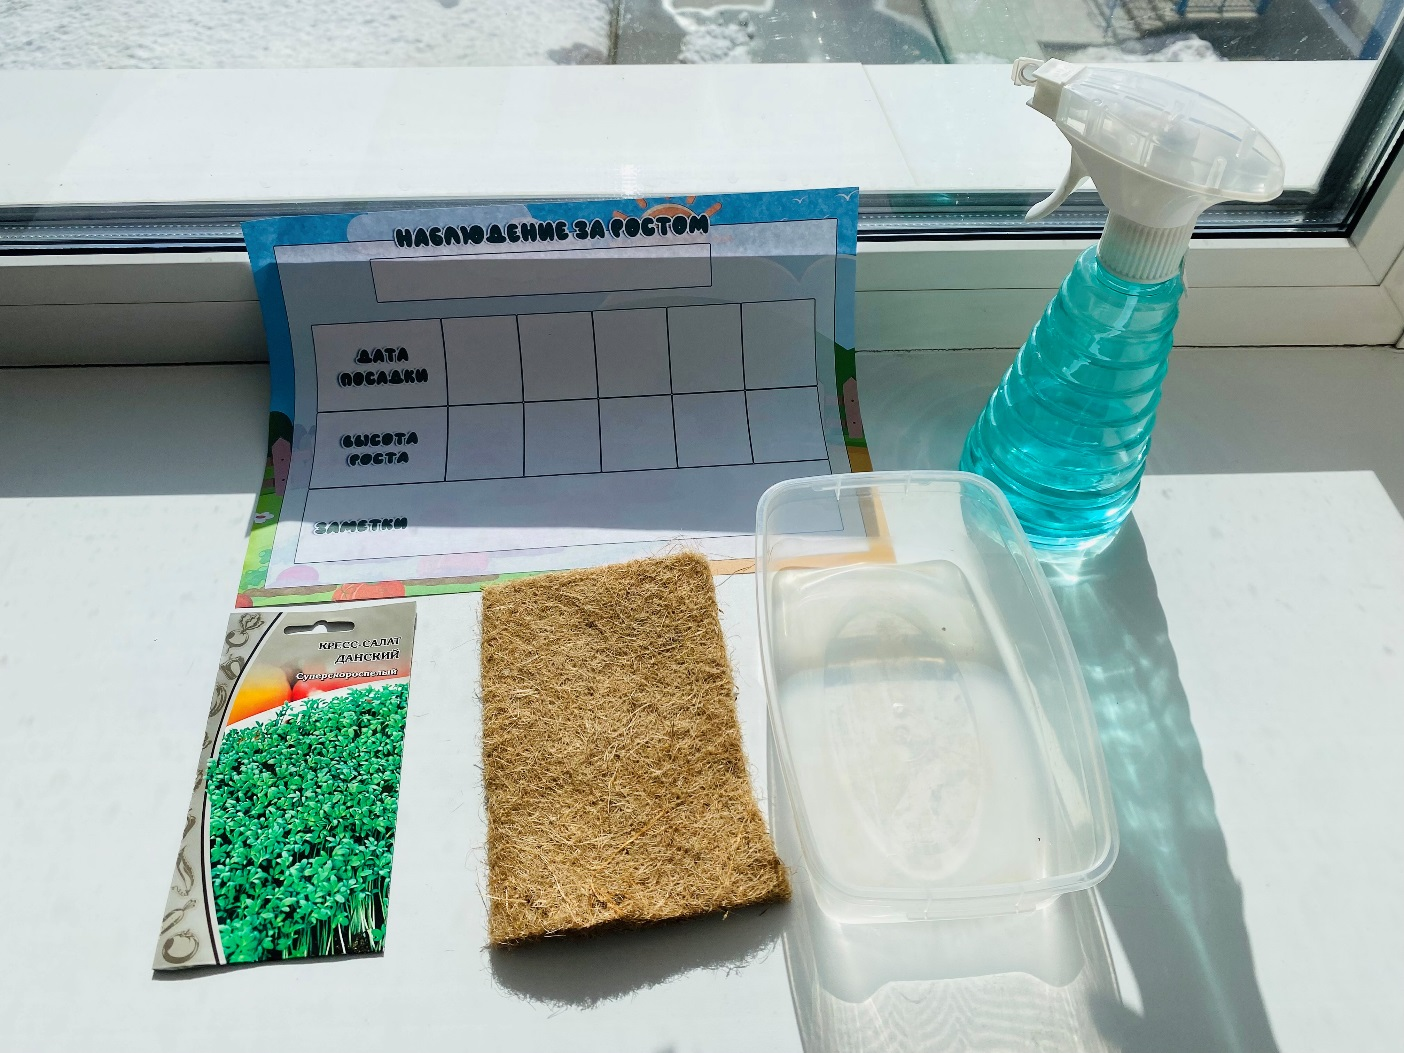 НАБЛЮДЕНИЕ ЗА РОСТОМ
ДАТА
ПОСАДКИ
ВЫСОТА
РОСТА
ЗАМЕТКИ
КРЕСС-САЛАТ
ДАНСКИЙ
Суперскороспелый